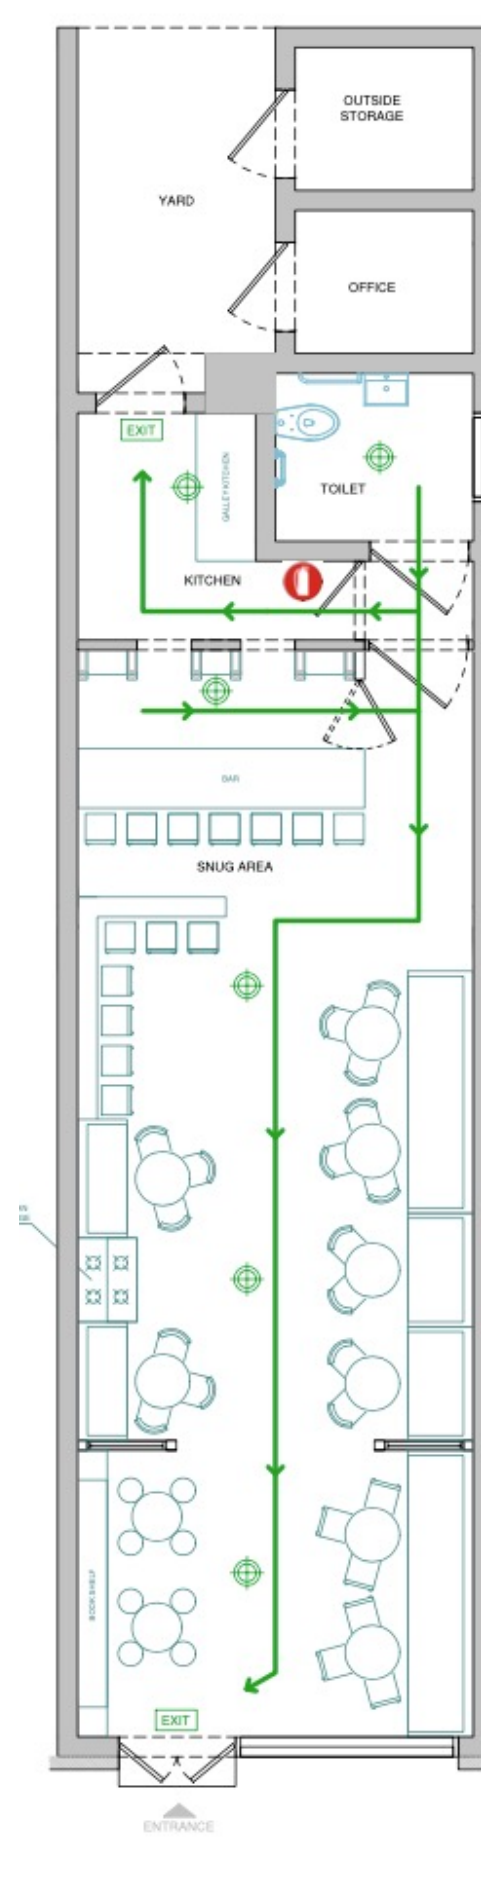 OUTSIDE
STORAGE
YARD
OFFICE
EXIT
GALLEY KITCHEN
TOILET
KITCHEN
BAR
SNUG AREA
BOOK SHELF
EXIT
ENTRANCE